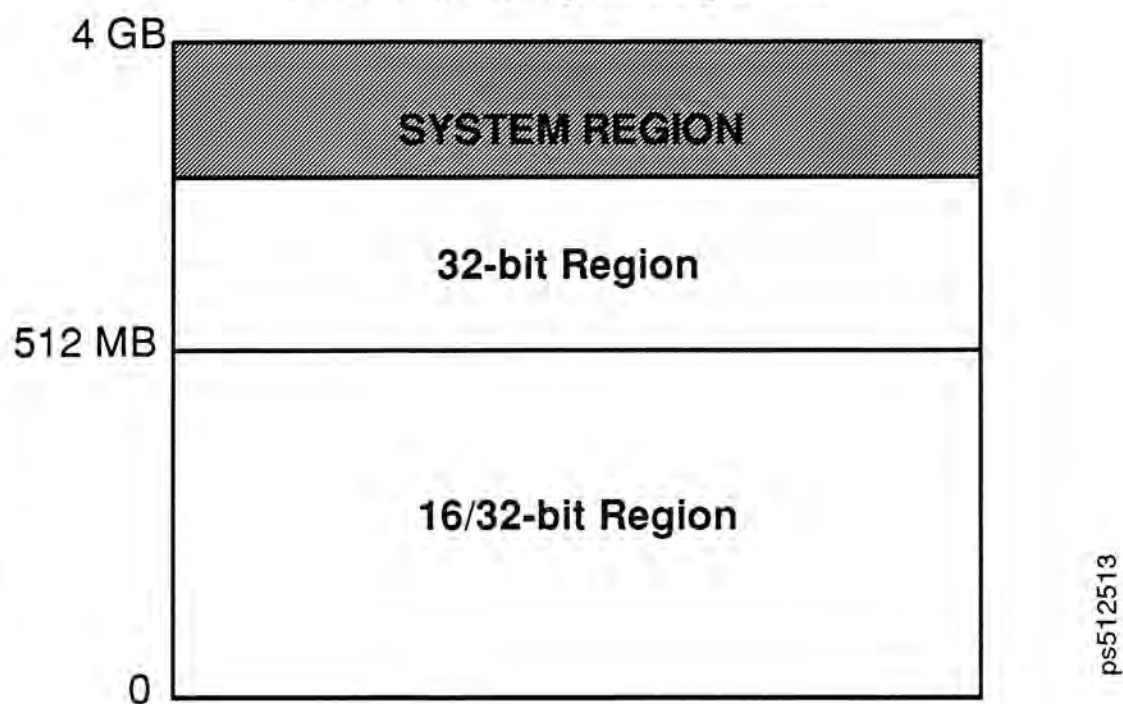 4 GB
SYSTEM REGION
32-bit Region
512 MB
16/32-bit Region
0
ps512513